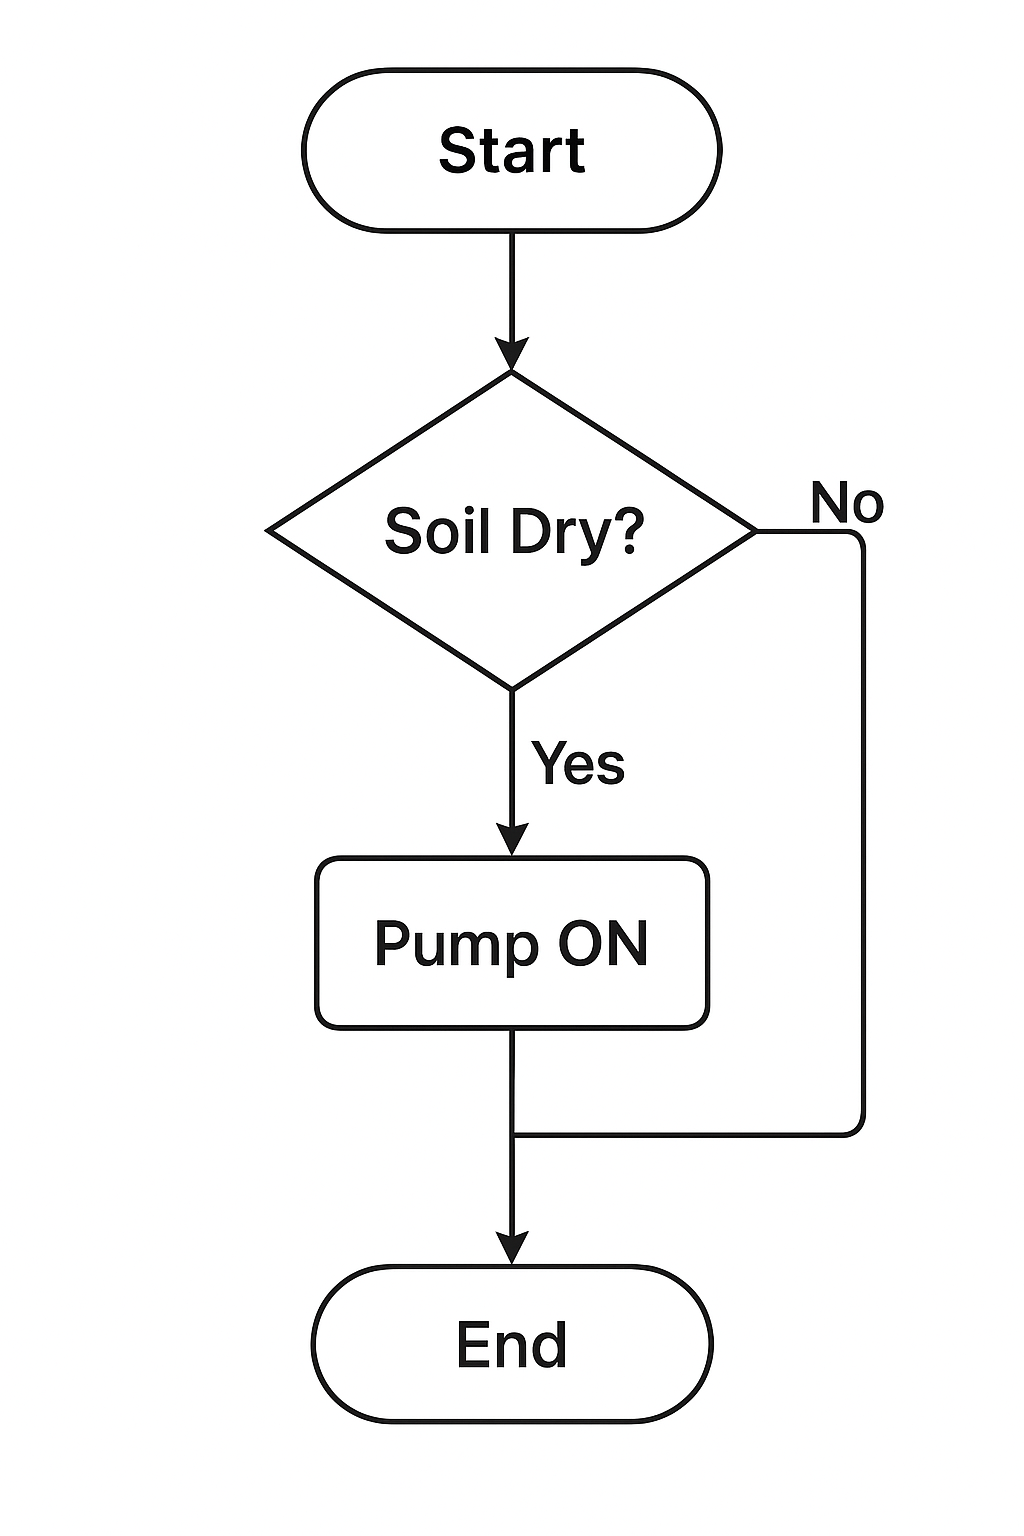 Start
Soil Dry?
No
Yes
Pump ON
End